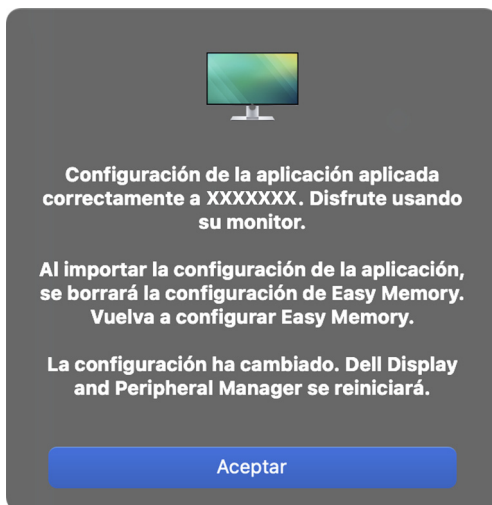 Configuración de la aplicación aplicada
correctamente a XXXXXXX. Disfrute usando
su monitor.
Al importar la configuración de la aplicación,
se borrará la configuración de Easy Memory.
Vuelva a configurar Easy Memory.
La configuración ha cambiado. Dell Display
and Peripheral Manager se reiniciará.
Aceptar